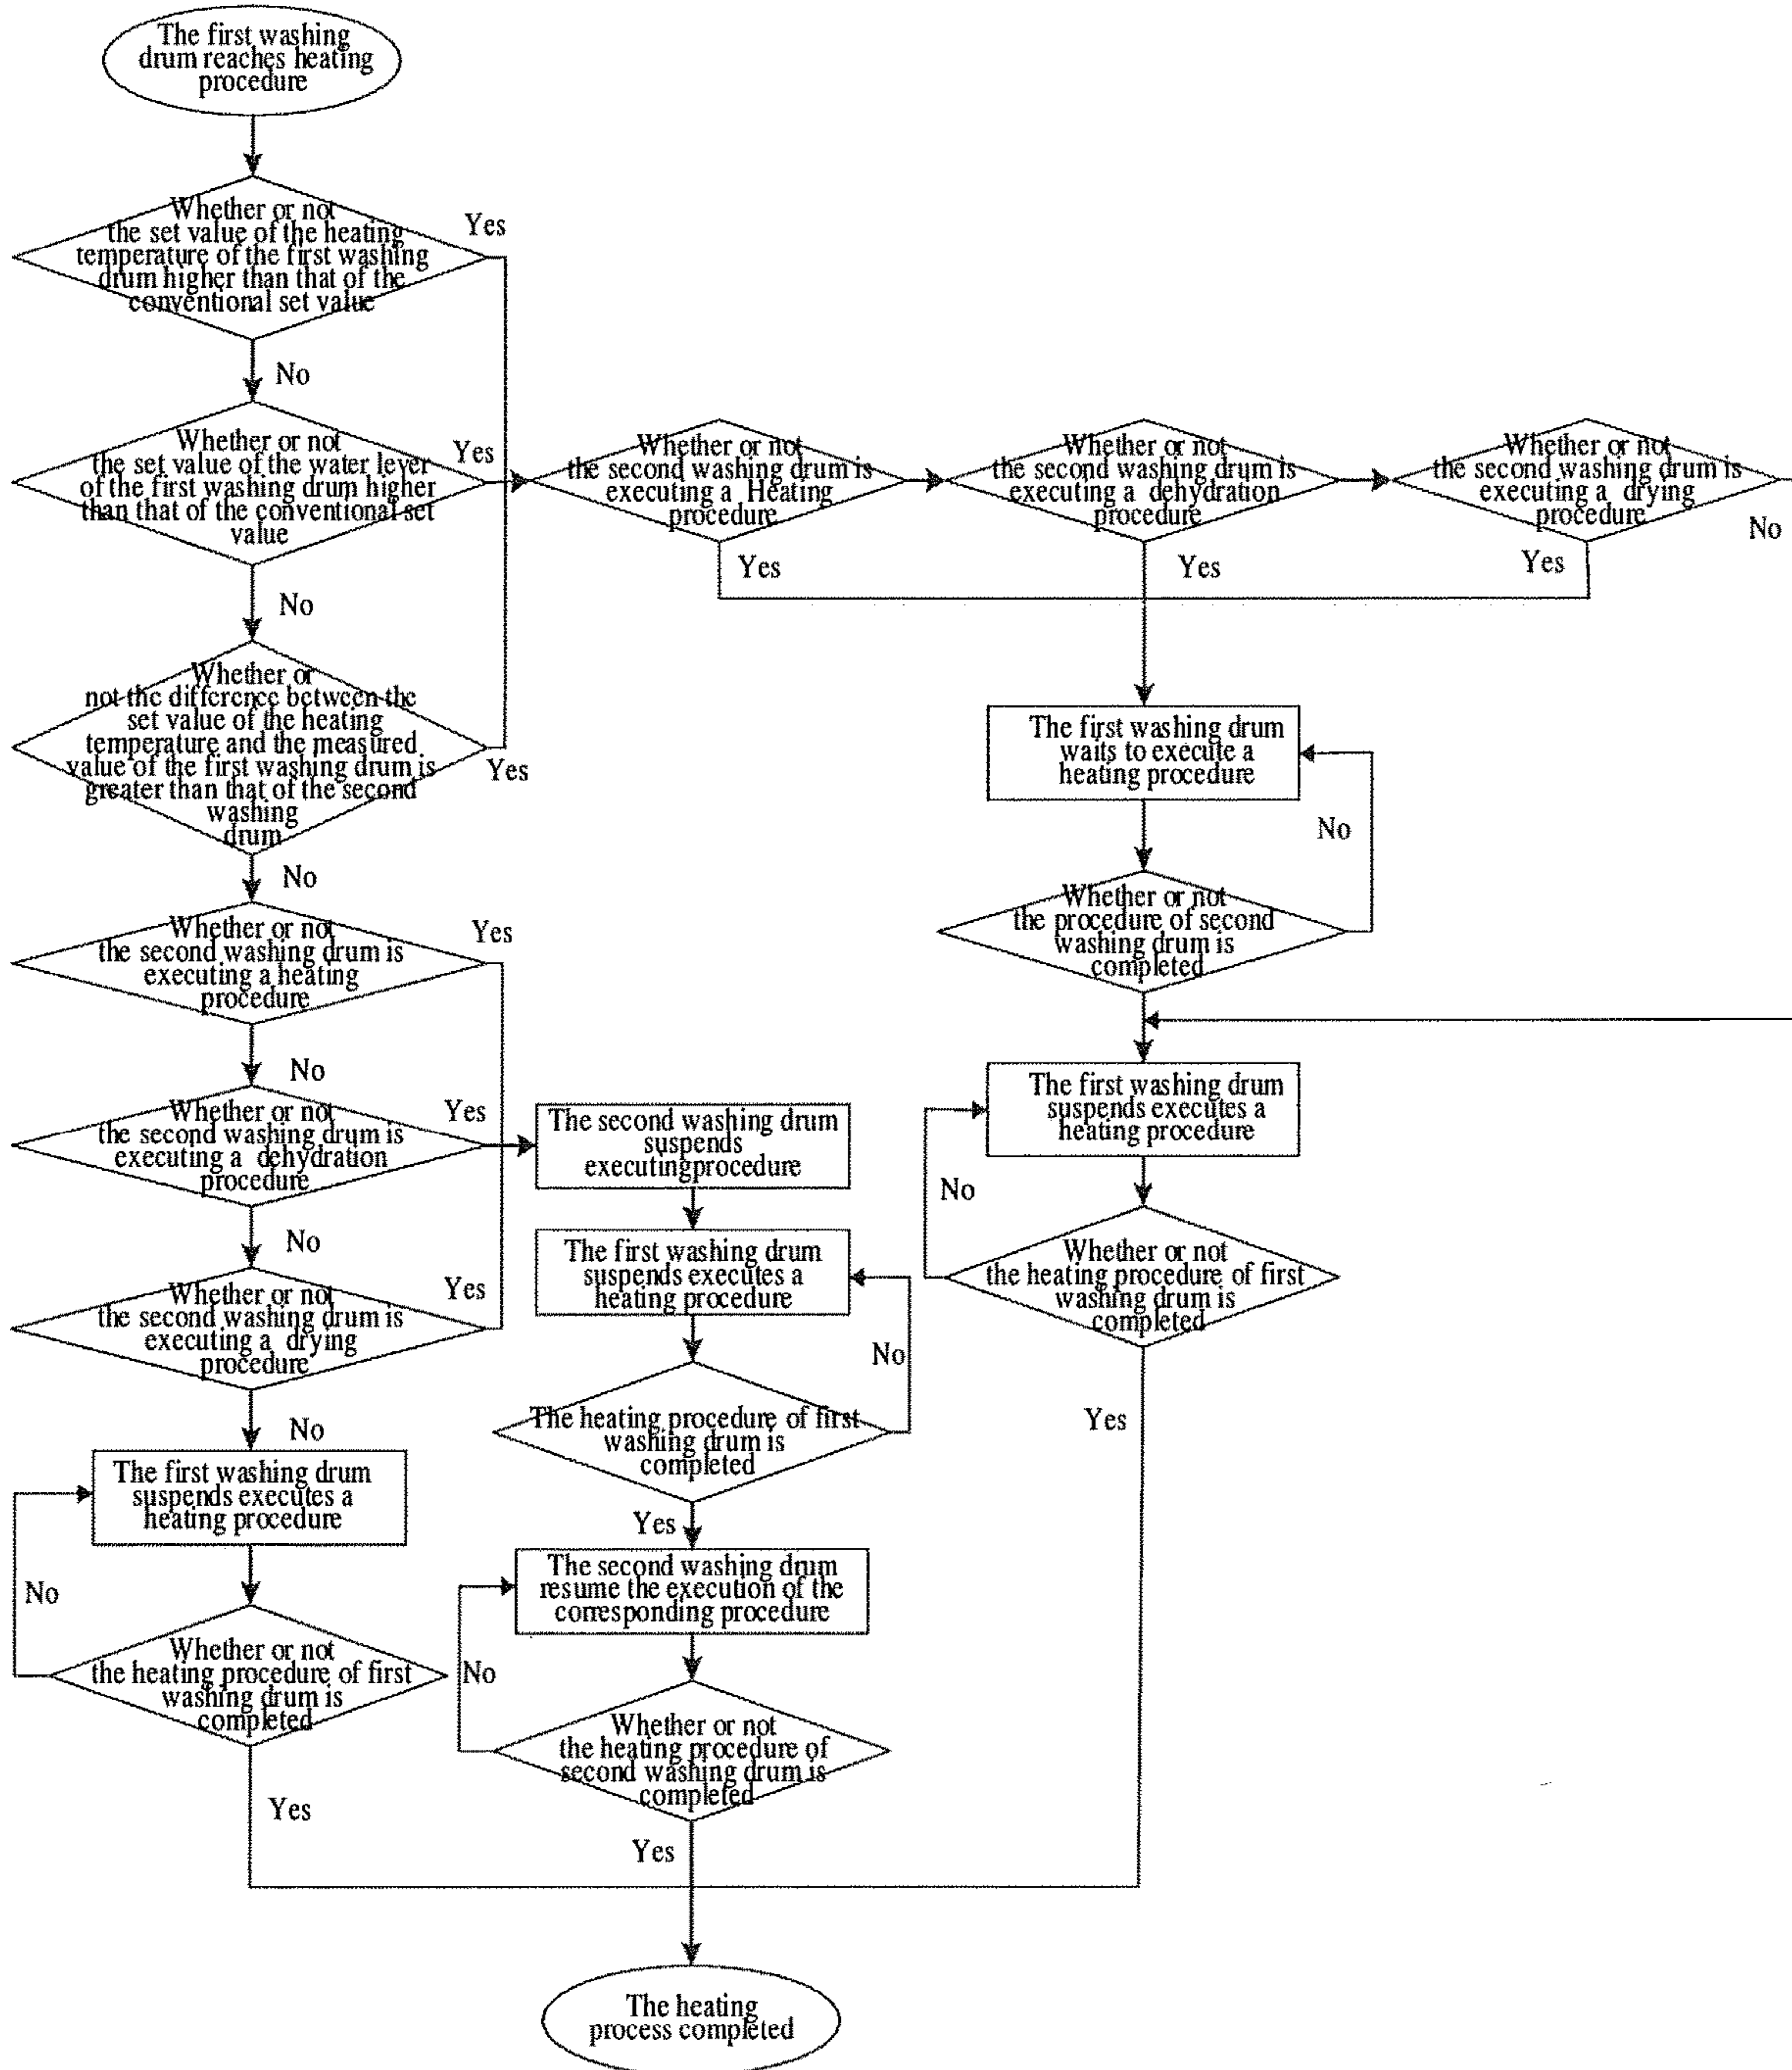 The first washing
drum reaches heating
procedure
Whether or not
the set value of the heating
temperature of the first washing
drum higher than that of the
conventional set value
Yes
No
Whether or not
the set value of the water lever
of the first washing drum higher
than that of the conventional set
value
Yes
No
Whether or not
the second washing drum is
executing a Heating
procedure
Yes
Whether or not
the second washing drum is
executing a dehydration
procedure
Yes
Whether or not
the second washing drum is
executing a drying
procedure
Yes
No
Whether or
not the difference between the
set value of the heating
temperature and the measured
value of the first washing drum is
greater than that of the second
washing
drum
Yes
No
The first washing drum
waits to execute a
heating procedure
No
Whether or not
the procedure of second
washing drum is
completed
Whether or not
the second washing drum is
executing a heating
procedure
Yes
No
Whether or not
the second washing drum is
executing a dehydration
procedure
Yes
No
Whether or not
the second washing drum is
executing a drying
procedure
Yes
No
The second washing drum
suspends
executingprocedure
The first washing drum
suspends executes a
heating procedure
No
The heating procedure of first
washing drum is
completed
Yes
The first washing drum
suspends executes a
heating procedure
No
Whether or not
the heating procedure of first
washing drum is
completed
Yes
The first washing drum
suspends executes a
heating procedure
No
Whether or not
the heating procedure of first
washing drum is
completed
Yes
The second washing drum
resume the execution of the
corresponding procedure
No
Whether or not
the heating procedure of
second washing drum is
completed
Yes
The heating
process completed